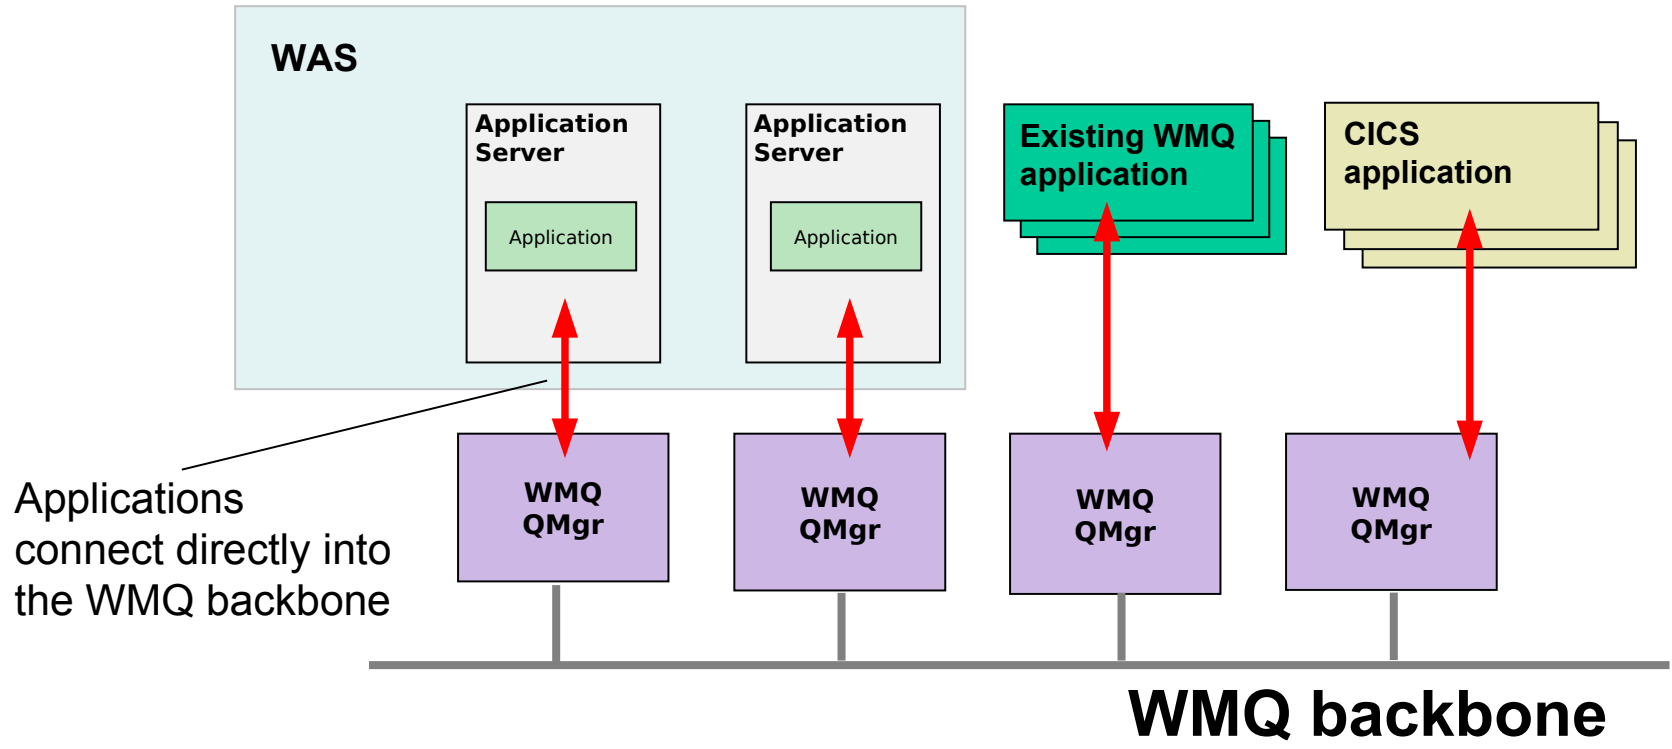 WAS
Application
Server
Application
Application
Server
Application
Existing WMQ
application
CICS
application
Applications
connect directly into
the WMQ backbone
WMQ
QMgr
WMQ
QMgr
WMQ
QMgr
WMQ
QMgr
WMQ backbone